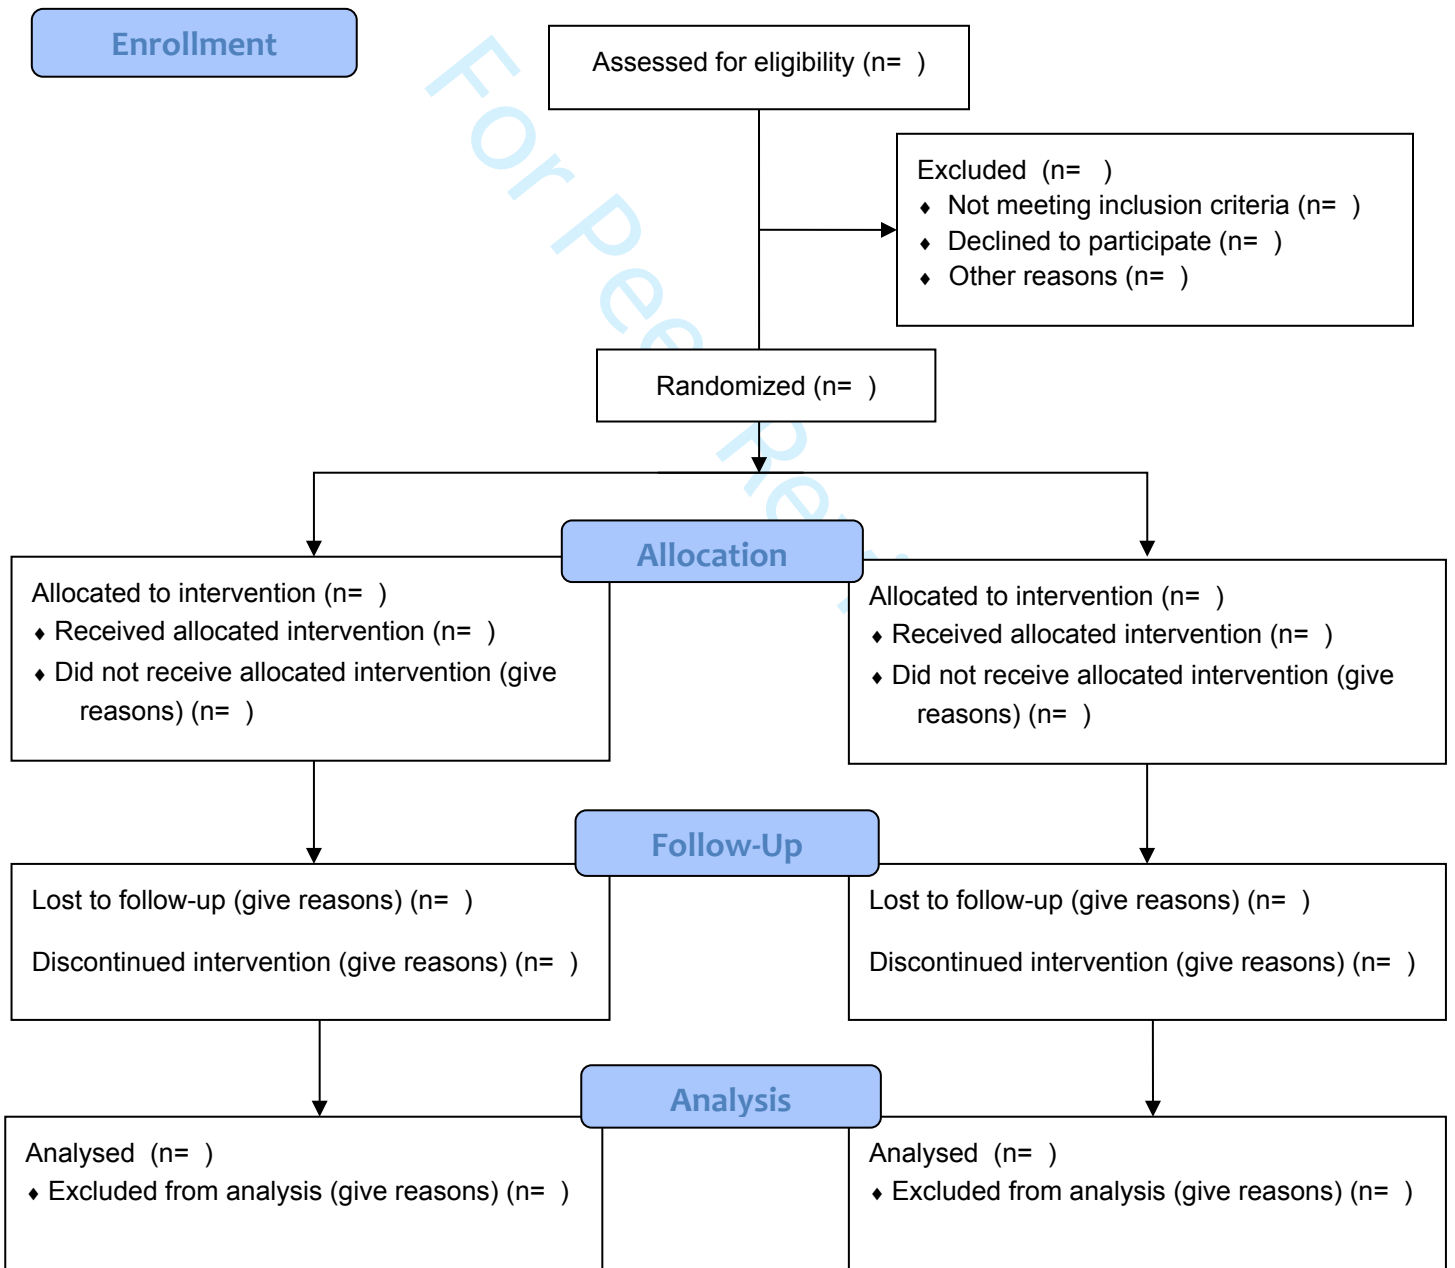 Enrollment
Assessed for eligibility (n= )
Excluded (n= )
♦ Not meeting inclusion criteria (n= )
♦ Declined to participate (n= )
♦ Other reasons (n= )
Randomized (n= )
For Peer Revi
Allocation
Allocated to intervention (n= )
♦ Received allocated intervention (n= )
♦ Did not receive allocated intervention (give
reasons) (n= )
Allocated to intervention (n= )
♦ Received allocated intervention (n= )
♦ Did not receive allocated intervention (give
reasons) (n= )
Follow-Up
Lost to follow-up (give reasons) (n= )
Discontinued intervention (give reasons) (n= )
Lost to follow-up (give reasons) (n= )
Discontinued intervention (give reasons) (n= )
Analysis
Analysed (n= )
♦ Excluded from analysis (give reasons) (n= )
Analysed (n= )
♦ Excluded from analysis (give reasons) (n= )